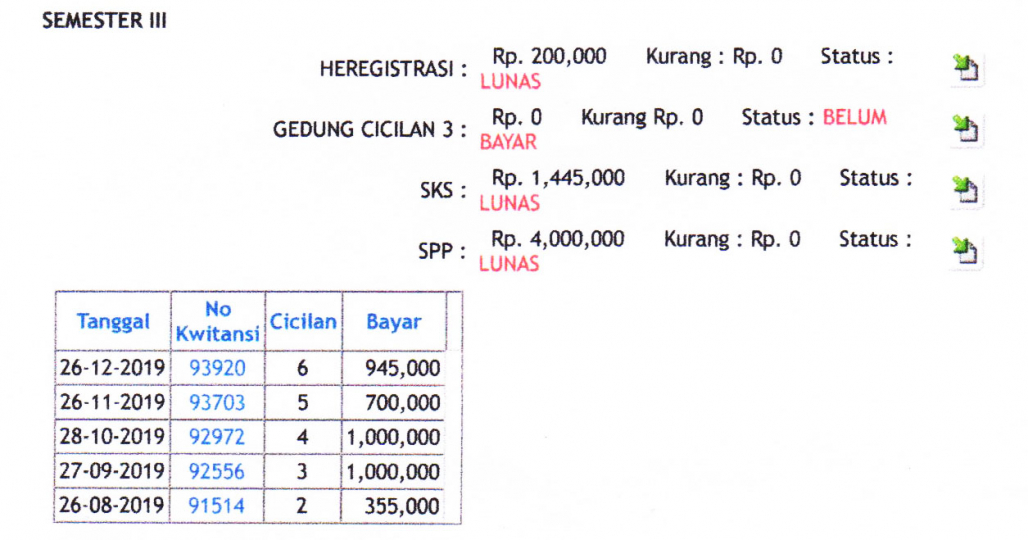 SEMESTER III
HEREGISTRASI : Rp. 200,000 Kurang : Rp. 0 Status :
LUNAS
GEDUNG CICILAN 3 : Rp. 0 Kurang Rp. 0 Status : BELUM
BAYAR
SKS : Rp. 1,445,000 Kurang : Rp. 0 Status :
LUNAS
SPP : Rp. 4,000,000 Kurang : Rp. 0 Status :
LUNAS
Tanggal No Kwitansi Cicilan Bayar
26-12-2019 93920 6 945,000
26-11-2019 93703 5 700,000
28-10-2019 92972 4 1,000,000
27-09-2019 92556 3 1,000,000
26-08-2019 91514 2 355,000